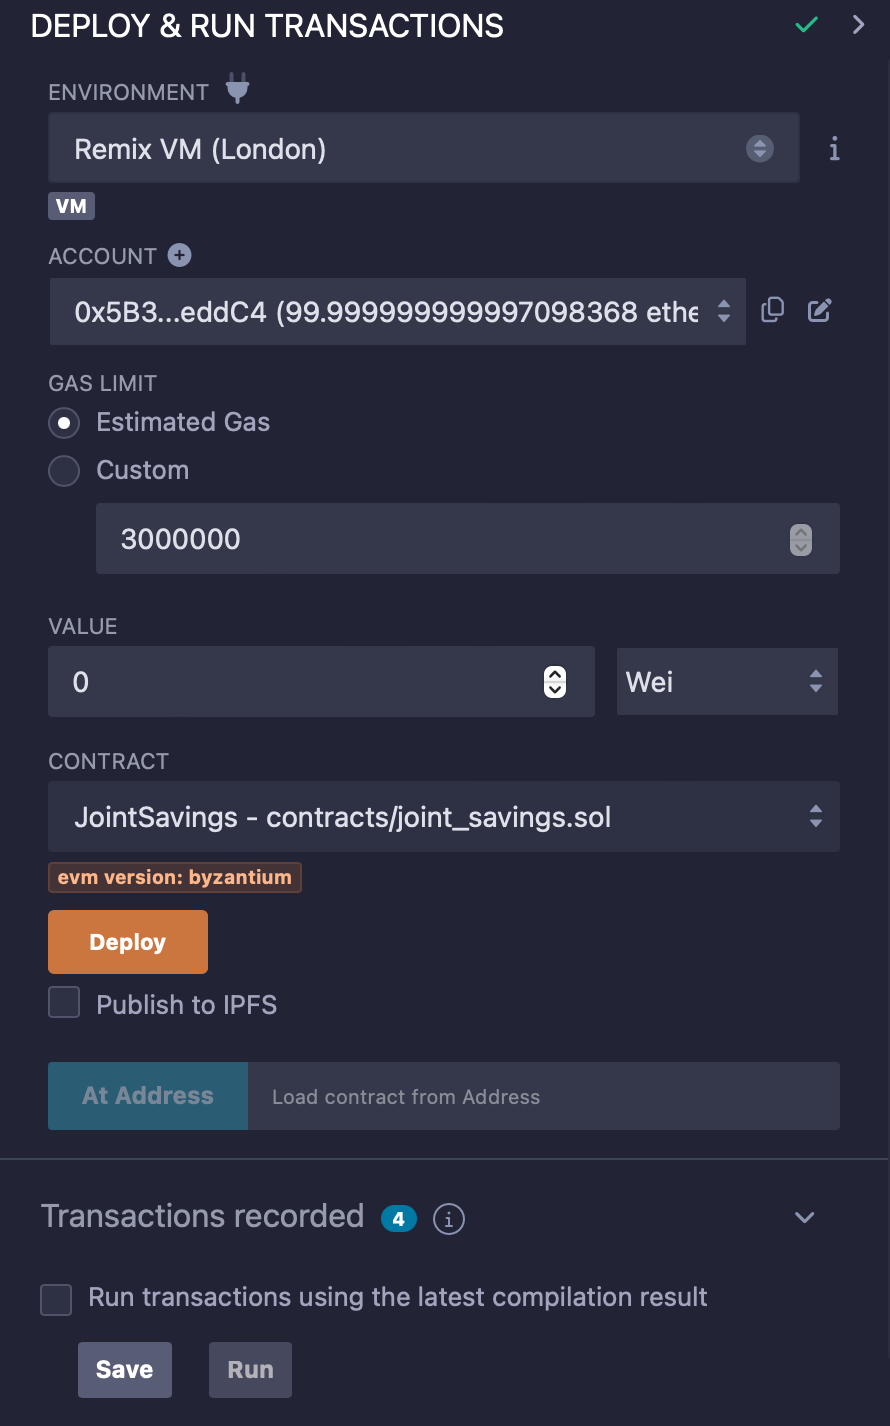 DEPLOY & RUN TRANSACTIONS
ENVIRONMENT
Remix VM (London)
VM
ACCOUNT
0x5B3...eddC4 (99.999999999997098368 ethe
GAS LIMIT
Estimated Gas
Custom
3000000
VALUE
0 Wei
CONTRACT
JointSavings - contracts/joint_savings.sol
evm version: byzantium
Deploy
Publish to IPFS
At Address Load contract from Address
Transactions recorded 4
Run transactions using the latest compilation result
Save Run